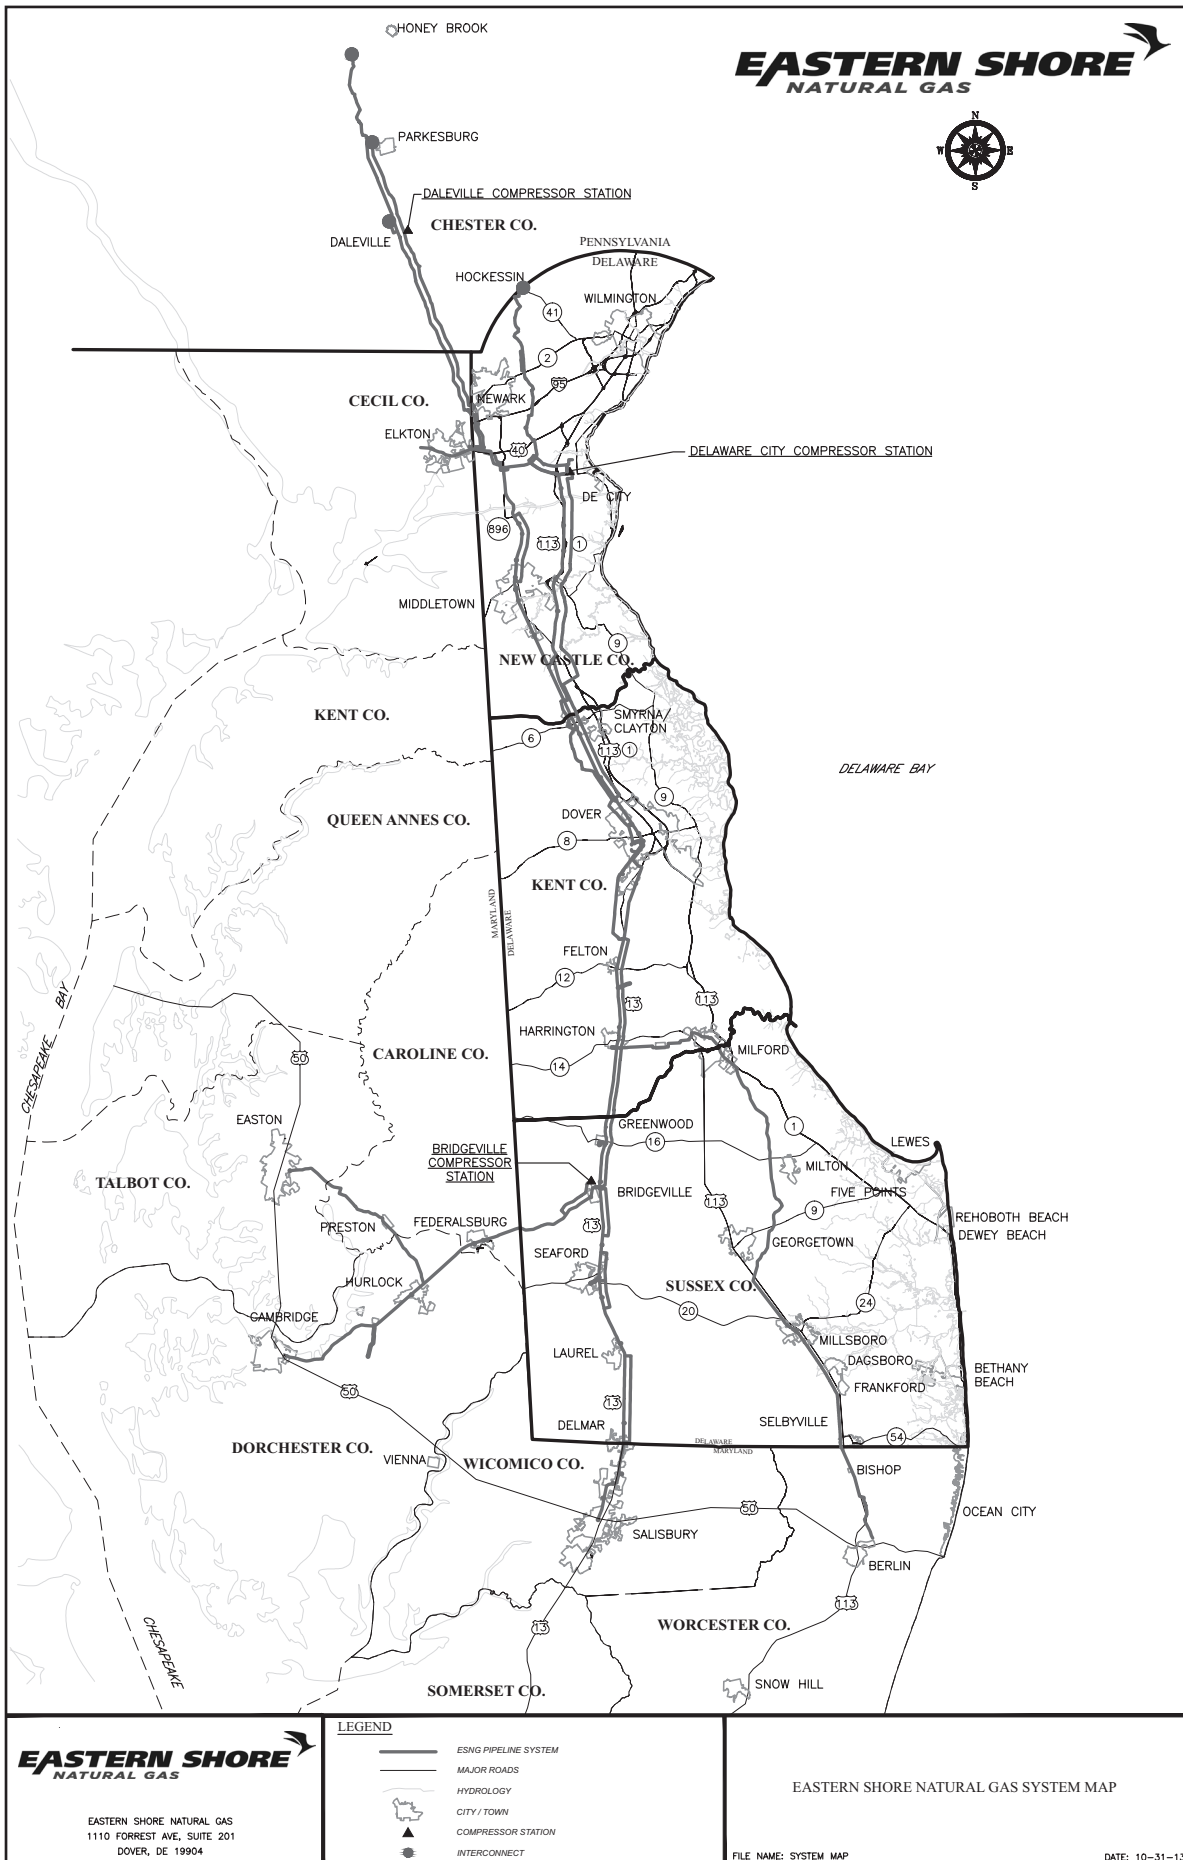 HONEY BROOK
EASTERN SHORE
NATURAL GAS
N
W E
S
PARKESBURG
DALEVILLE COMPRESSOR STATION
CHESTER CO.
DALEVILLE
PENNSYLVANIA
DELAWARE
HOCKESSIN
WILMINGTON
41
2
95
CECIL CO.
NEWARK
ELKTON
40
DELAWARE CITY COMPRESSOR STATION
DE CITY
896
113
1
MIDDLETOWN
9
NEW CASTLE CO.
KENT CO.
SMYRNA/
CLAYTON
6
113
1
DELAWARE BAY
9
QUEEN ANNES CO.
DOVER
8
KENT CO.
MARYLAND
DELAWARE
FELTON
12
CHESAPEAKE BAY
13
113
HARRINGTON
MILFORD
50
CAROLINE CO.
14
EASTON
GREENWOOD
1
16
LEWES
BRIDGEVILLE
COMPRESSOR
STATION
MILTON
TALBOT CO.
BRIDGEVILLE
113
FIVE POINTS
9
PRESTON
FEDERALSBURG
13
REHOBOTH BEACH
DEWEY BEACH
GEORGETOWN
SEAFORD
HURLOCK
SUSSEX CO.
24
20
CAMBRIDGE
MILLSBORO
LAUREL
DAGSBORO
BETHANY
BEACH
50
FRANKFORD
13
DELMAR
SELBYVILLE
54
DELAWARE
MARYLAND
DORCHESTER CO.
VIENNA
WICOMICO CO.
BISHOP
50
OCEAN CITY
SALISBURY
BERLIN
113
13
WORCESTER CO.
CHESAPEAKE
SNOW HILL
SOMERSET CO.
EASTERN SHORE
NATURAL GAS
EASTERN SHORE NATURAL GAS
1110 FORREST AVE, SUITE 201
DOVER, DE 19904
LEGEND
ESNG PIPELINE SYSTEM
MAJOR ROADS
HYDROLOGY
CITY / TOWN
COMPRESSOR STATION
INTERCONNECT
EASTERN SHORE NATURAL GAS SYSTEM MAP
FILE NAME: SYSTEM MAP
DATE: 10-31-13